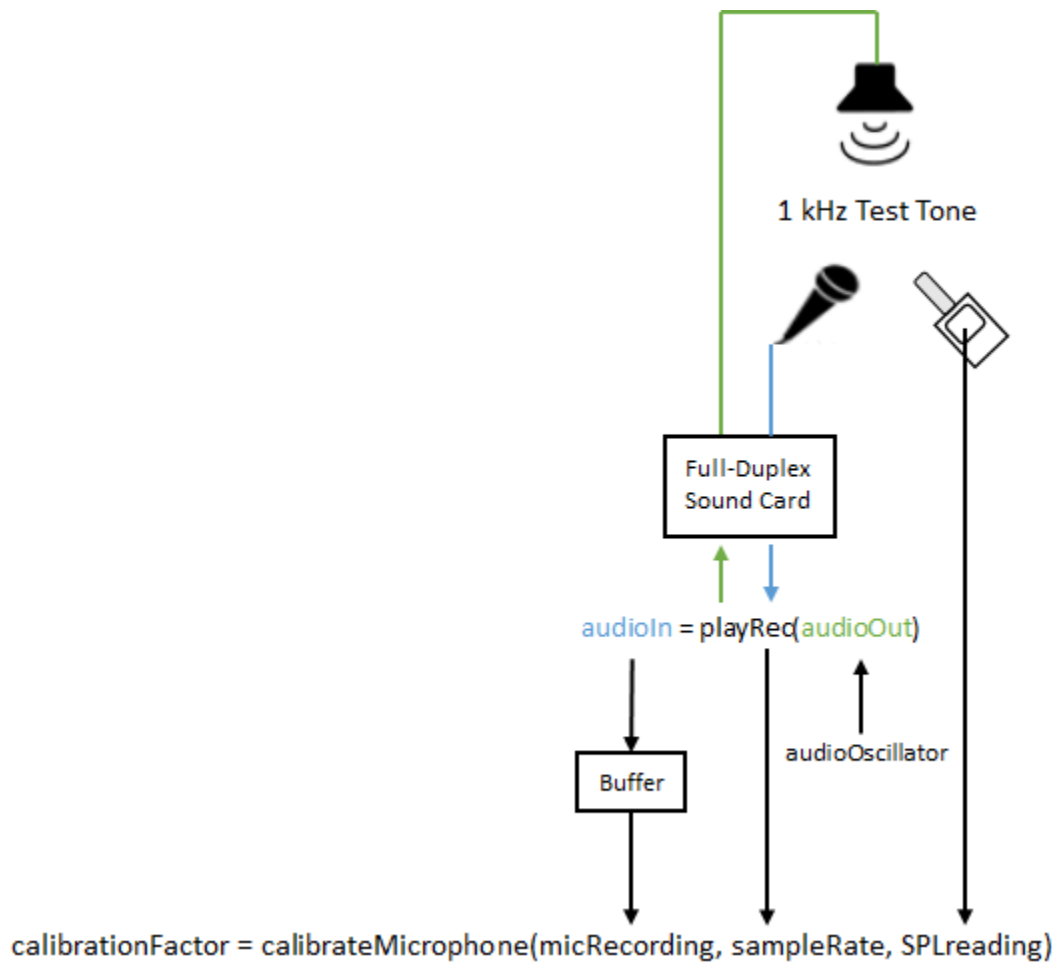 1 kHz Test Tone
Full-Duplex
Sound Card
audioIn = playRec(audioOut)
audioOscillator
Buffer
calibrationFactor = calibrateMicrophone(micRecording, sampleRate, SPLreading)